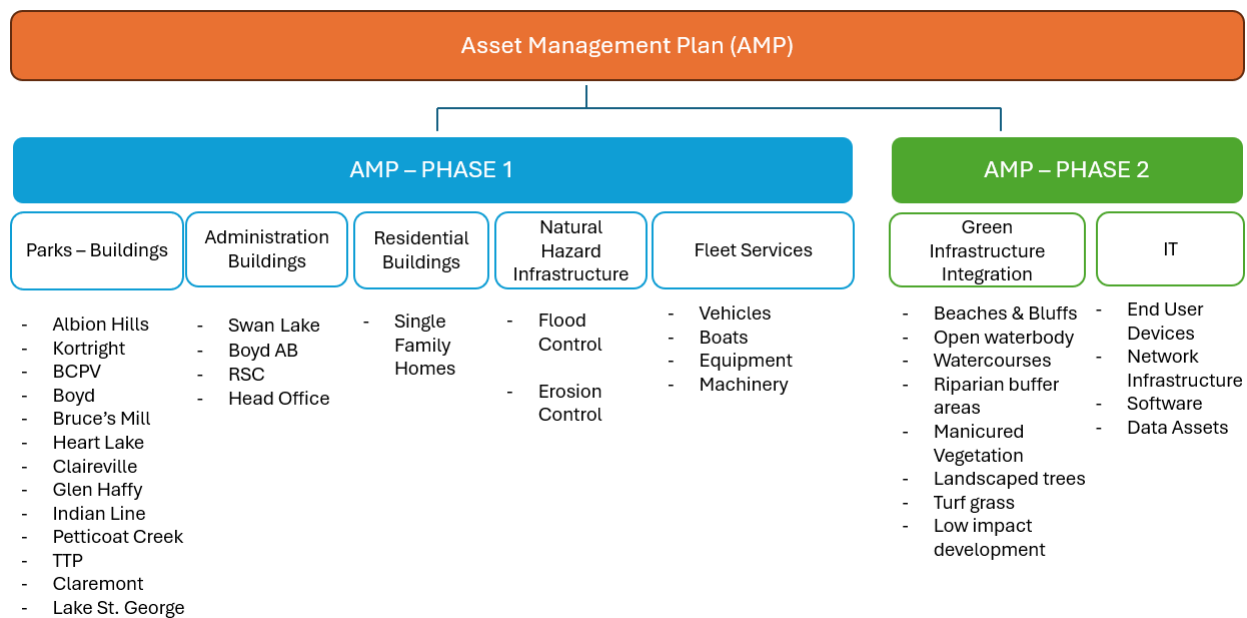 Asset Management Plan (AMP)
AMP – PHASE 1
AMP – PHASE 2
Parks – Buildings
- Albion Hills
- Kortright
- BCPV
- Boyd
- Bruce’s Mill
- Heart Lake
- Claireville
- Glen Haffy
- Indian Line
- Petticoat Creek
- TTP
- Claremont
- Lake St. George
Administration
Buildings
- Swan Lake
- Boyd AB
- RSC
- Head Office
Residential
Buildings
- Single
Family
Homes
Natural
Hazard
Infrastructure
- Flood
Control
- Erosion
Control
Fleet Services
- Vehicles
- Boats
- Equipment
- Machinery
Green
Infrastructure
Integration
- Beaches & Bluffs
- Open waterbody
- Watercourses
- Riparian buffer
areas
- Manicured
Vegetation
- Landscaped trees
- Turf grass
- Low impact
development
IT
- End User
Devices
- Network
Infrastructure
- Software
- Data Assets